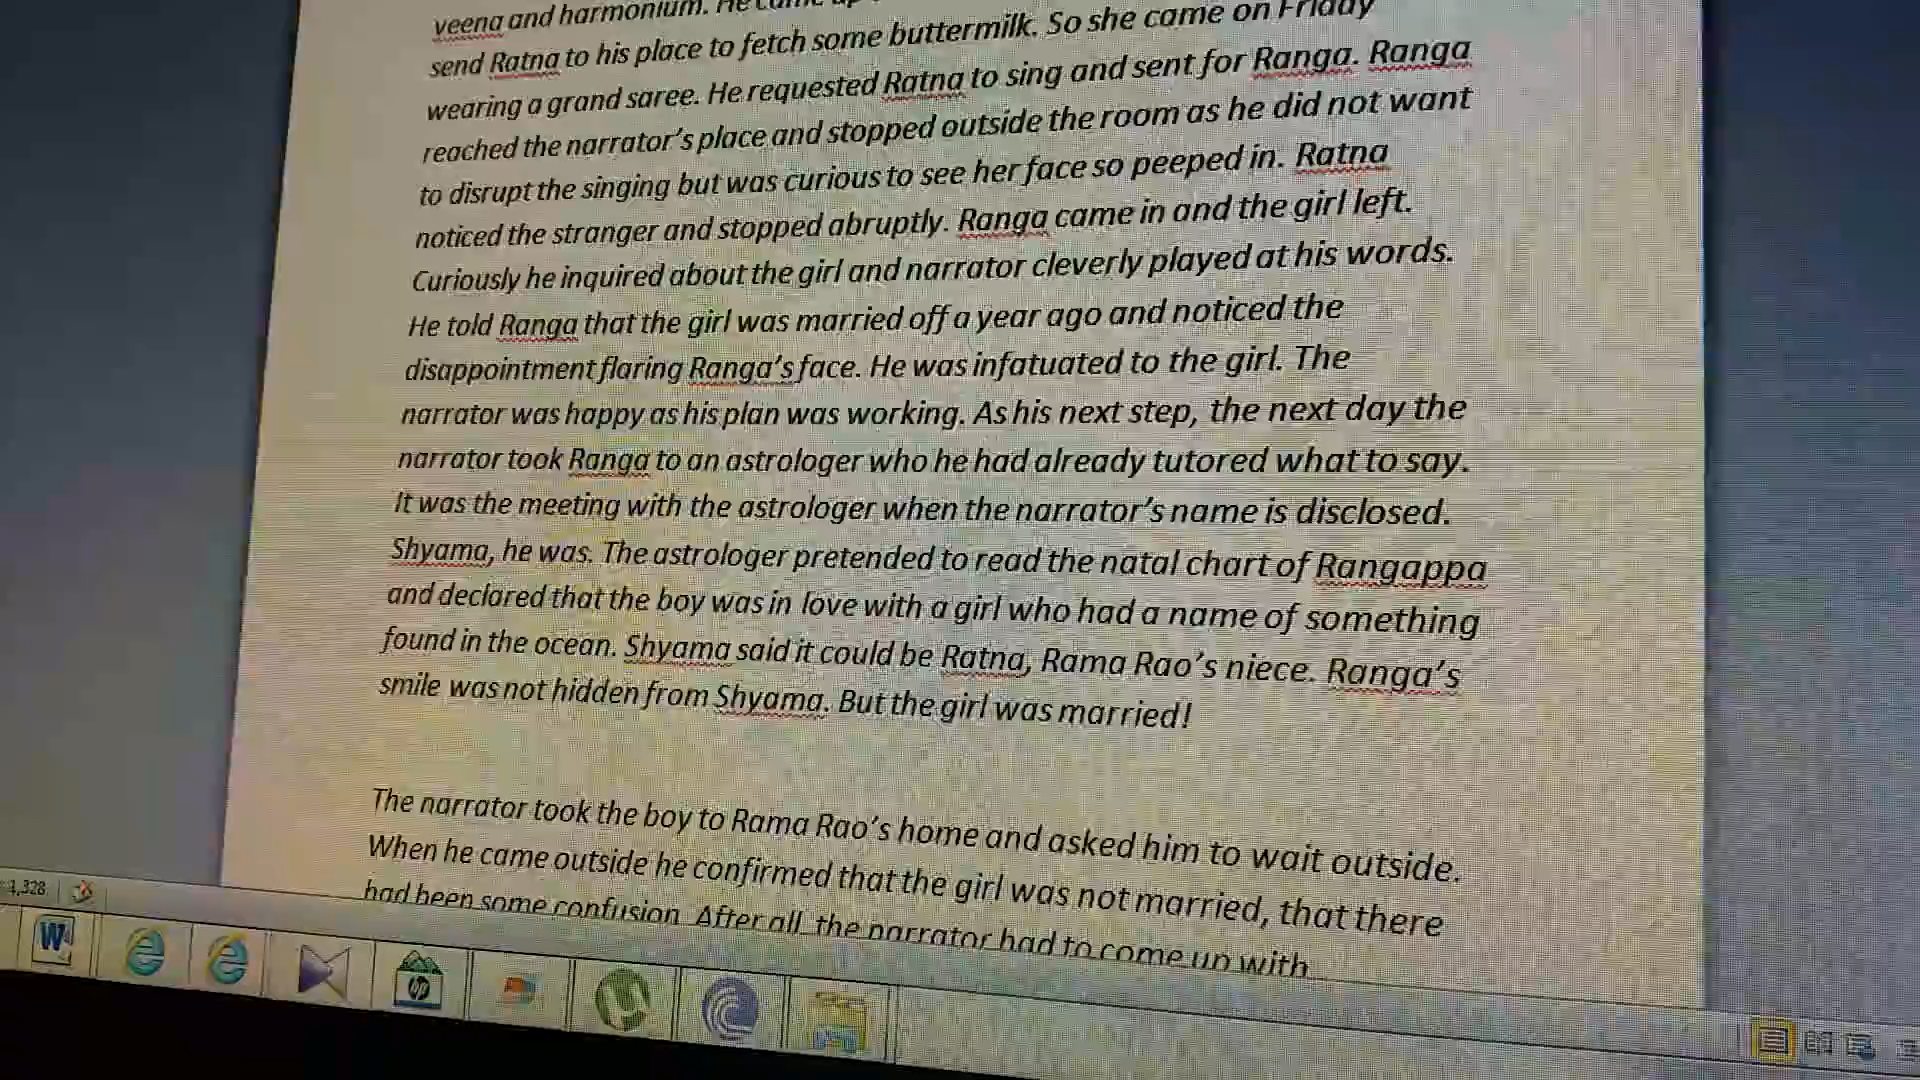 veena and harmonium. He came up
send Ratna to his place to fetch some buttermilk. So she came on Friday
wearing a grand saree. He requested Ratna to sing and sent for Ranga. Ranga
reached the narrator's place and stopped outside the room as he did not want
to disrupt the singing but was curious to see her face so peeped in. Ratna
noticed the stranger and stopped abruptly. Ranga came in and the girl left.
Curiously he inquired about the girl and narrator cleverly played at his words.
He told Ranga that the girl was married off a year ago and noticed the
disappointment flaring Ranga's face. He was infatuated to the girl. The
narrator was happy as his plan was working. As his next step, the next day the
narrator took Ranga to an astrologer who he had already tutored what to say.
It was the meeting with the astrologer when the narrator's name is disclosed.
Shyama, he was. The astrologer pretended to read the natal chart of Rangappa
and declared that the boy was in love with a girl who had a name of something
found in the ocean. Shyama said it could be Ratna, Rama Rao's niece. Ranga's
smile was not hidden from Shyama. But the girl was married!
The narrator took the boy to Rama Rao's home and asked him to wait outside.
When he came outside he confirmed that the girl was not married, that there
had been some confusion. After all, the narrator had to come up with
1,328
W
hp